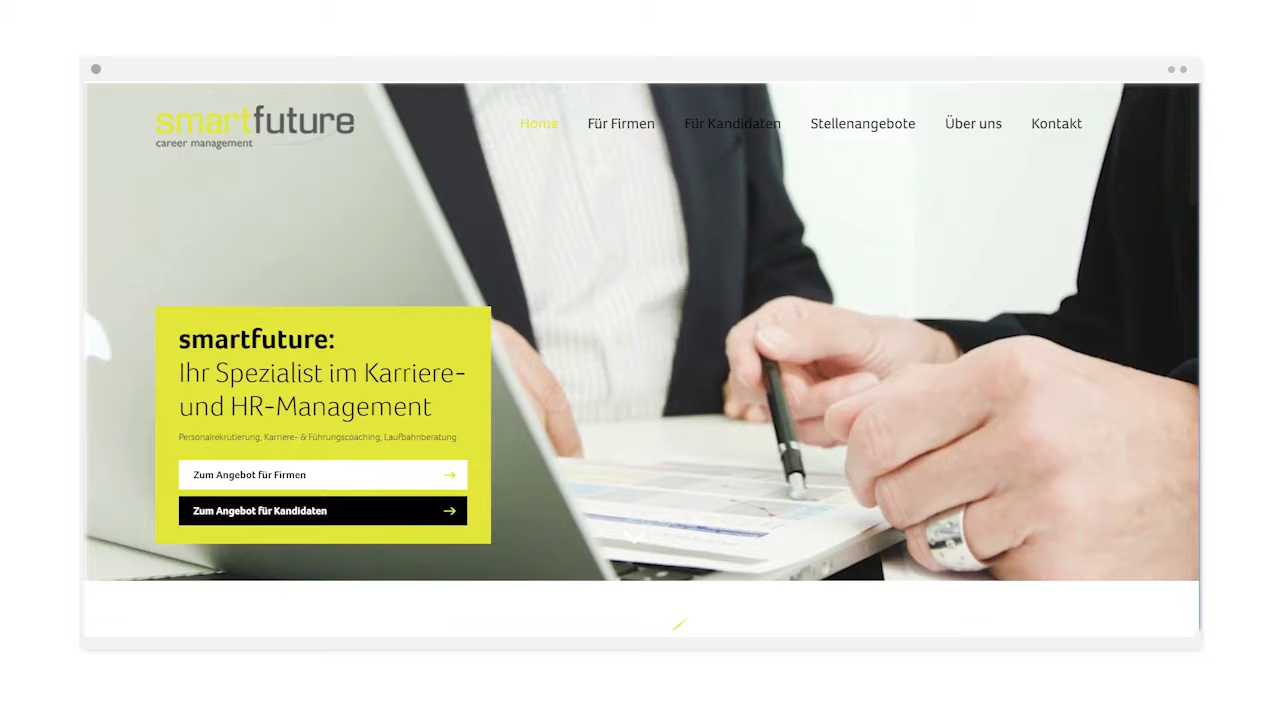 smartfuture
career management
Home Für Firmen Für Kandidaten Stellenangebote Über uns Kontakt
smartfuture:
Ihr Spezialist im Karriere-
und HR-Management
Personalrekrutierung, Karriere- & Führungscoaching, Laufbahnberatung
Zum Angebot für Firmen
Zum Angebot für Kandidaten